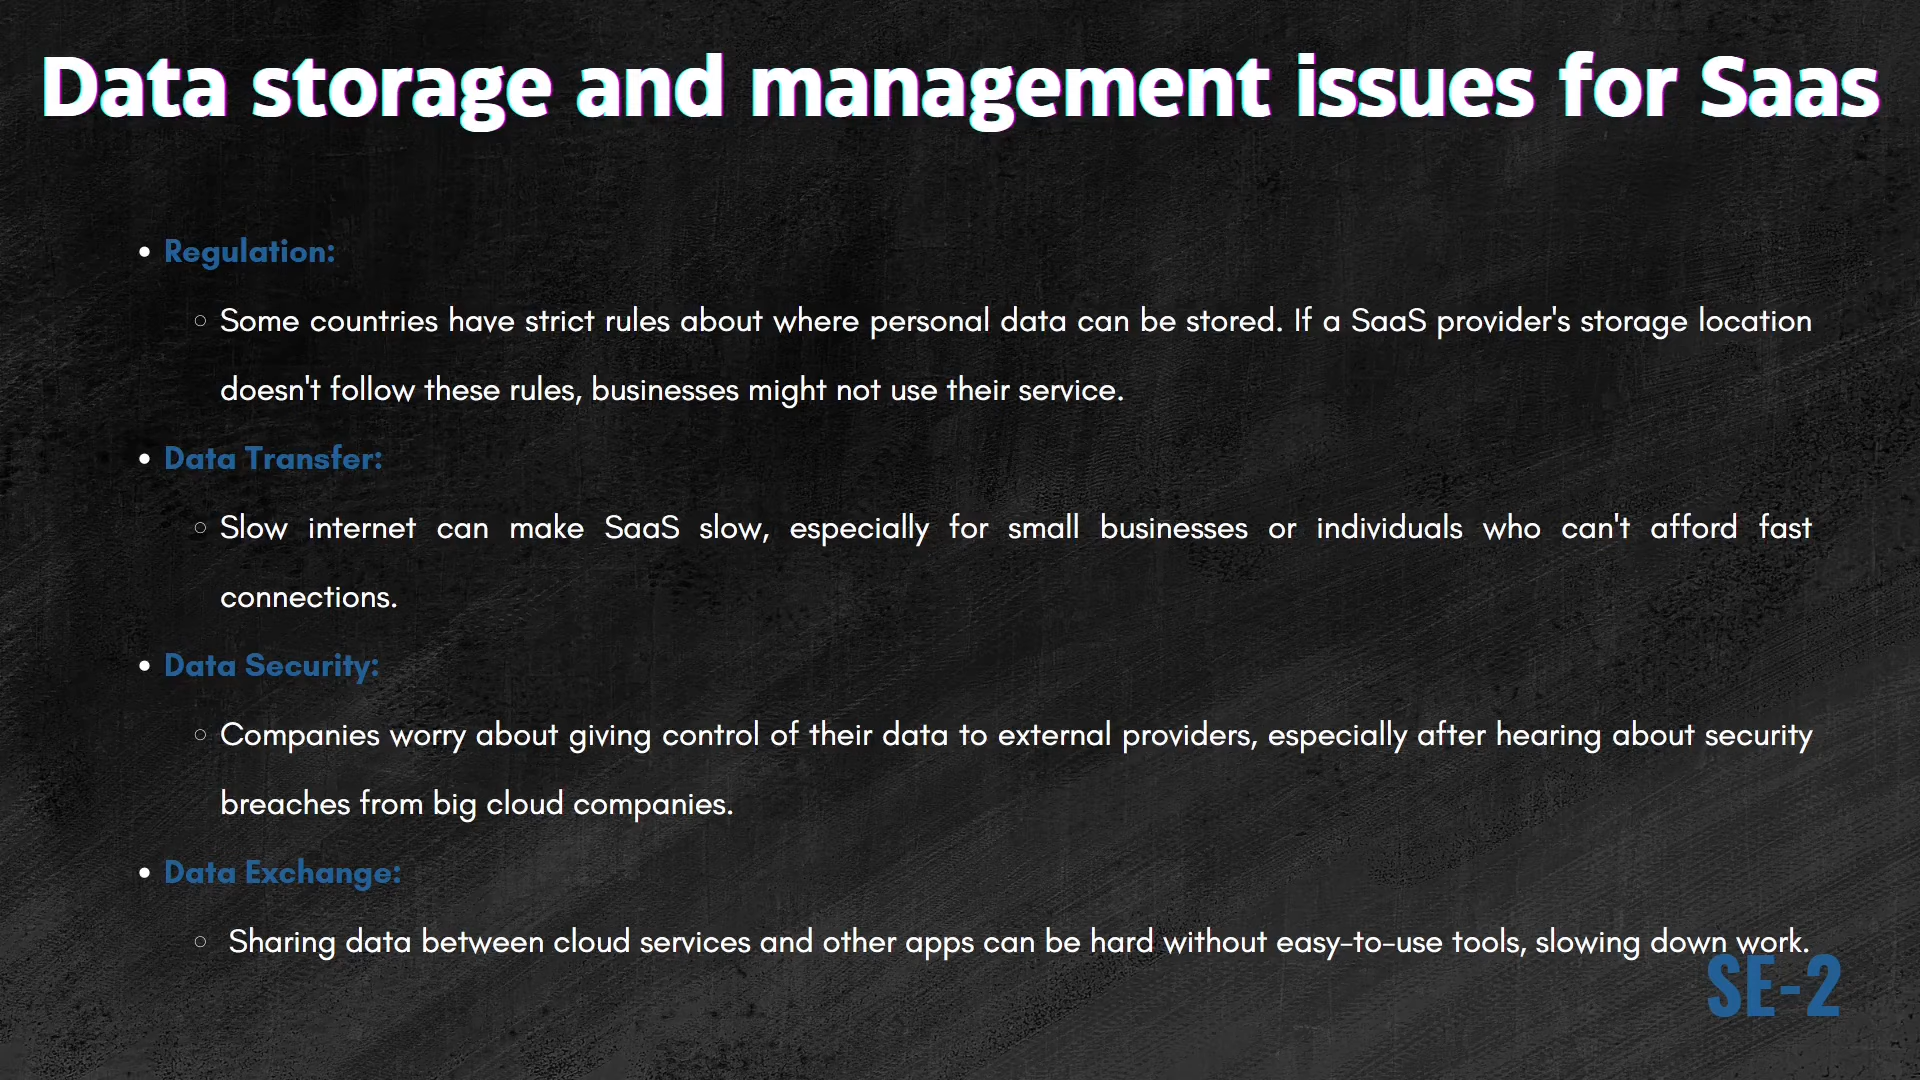 Data storage and management issues for Saas
• Regulation:
○ Some countries have strict rules about where personal data can be stored. If a SaaS provider's storage location
doesn't follow these rules, businesses might not use their service.
• Data Transfer:
○ Slow internet can make SaaS slow, especially for small businesses or individuals who can't afford fast
connections.
• Data Security:
○ Companies worry about giving control of their data to external providers, especially after hearing about security
breaches from big cloud companies.
• Data Exchange:
○ Sharing data between cloud services and other apps can be hard without easy-to-use tools, slowing down work.
SE-2